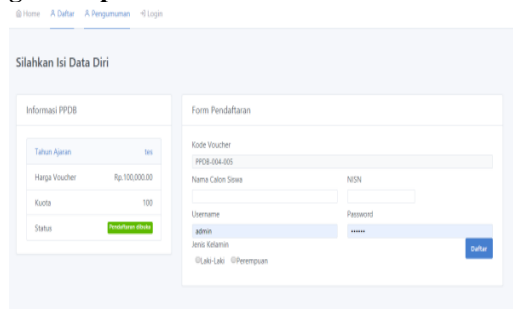 Home Daftar Pengumuman Login
Silahkan Isi Data Diri
Informasi PPDB
Tahun Ajaran tes
Harga Voucher Rp.100,000.00
Kuota 100
Status Pendaftaran dibuka
Form Pendaftaran
Kode Voucher
PPDB-004-005
Nama Calon Siswa NISN
Username Password
admin ••••••
Jenis Kelamin
Laki-Laki Perempuan
Daftar